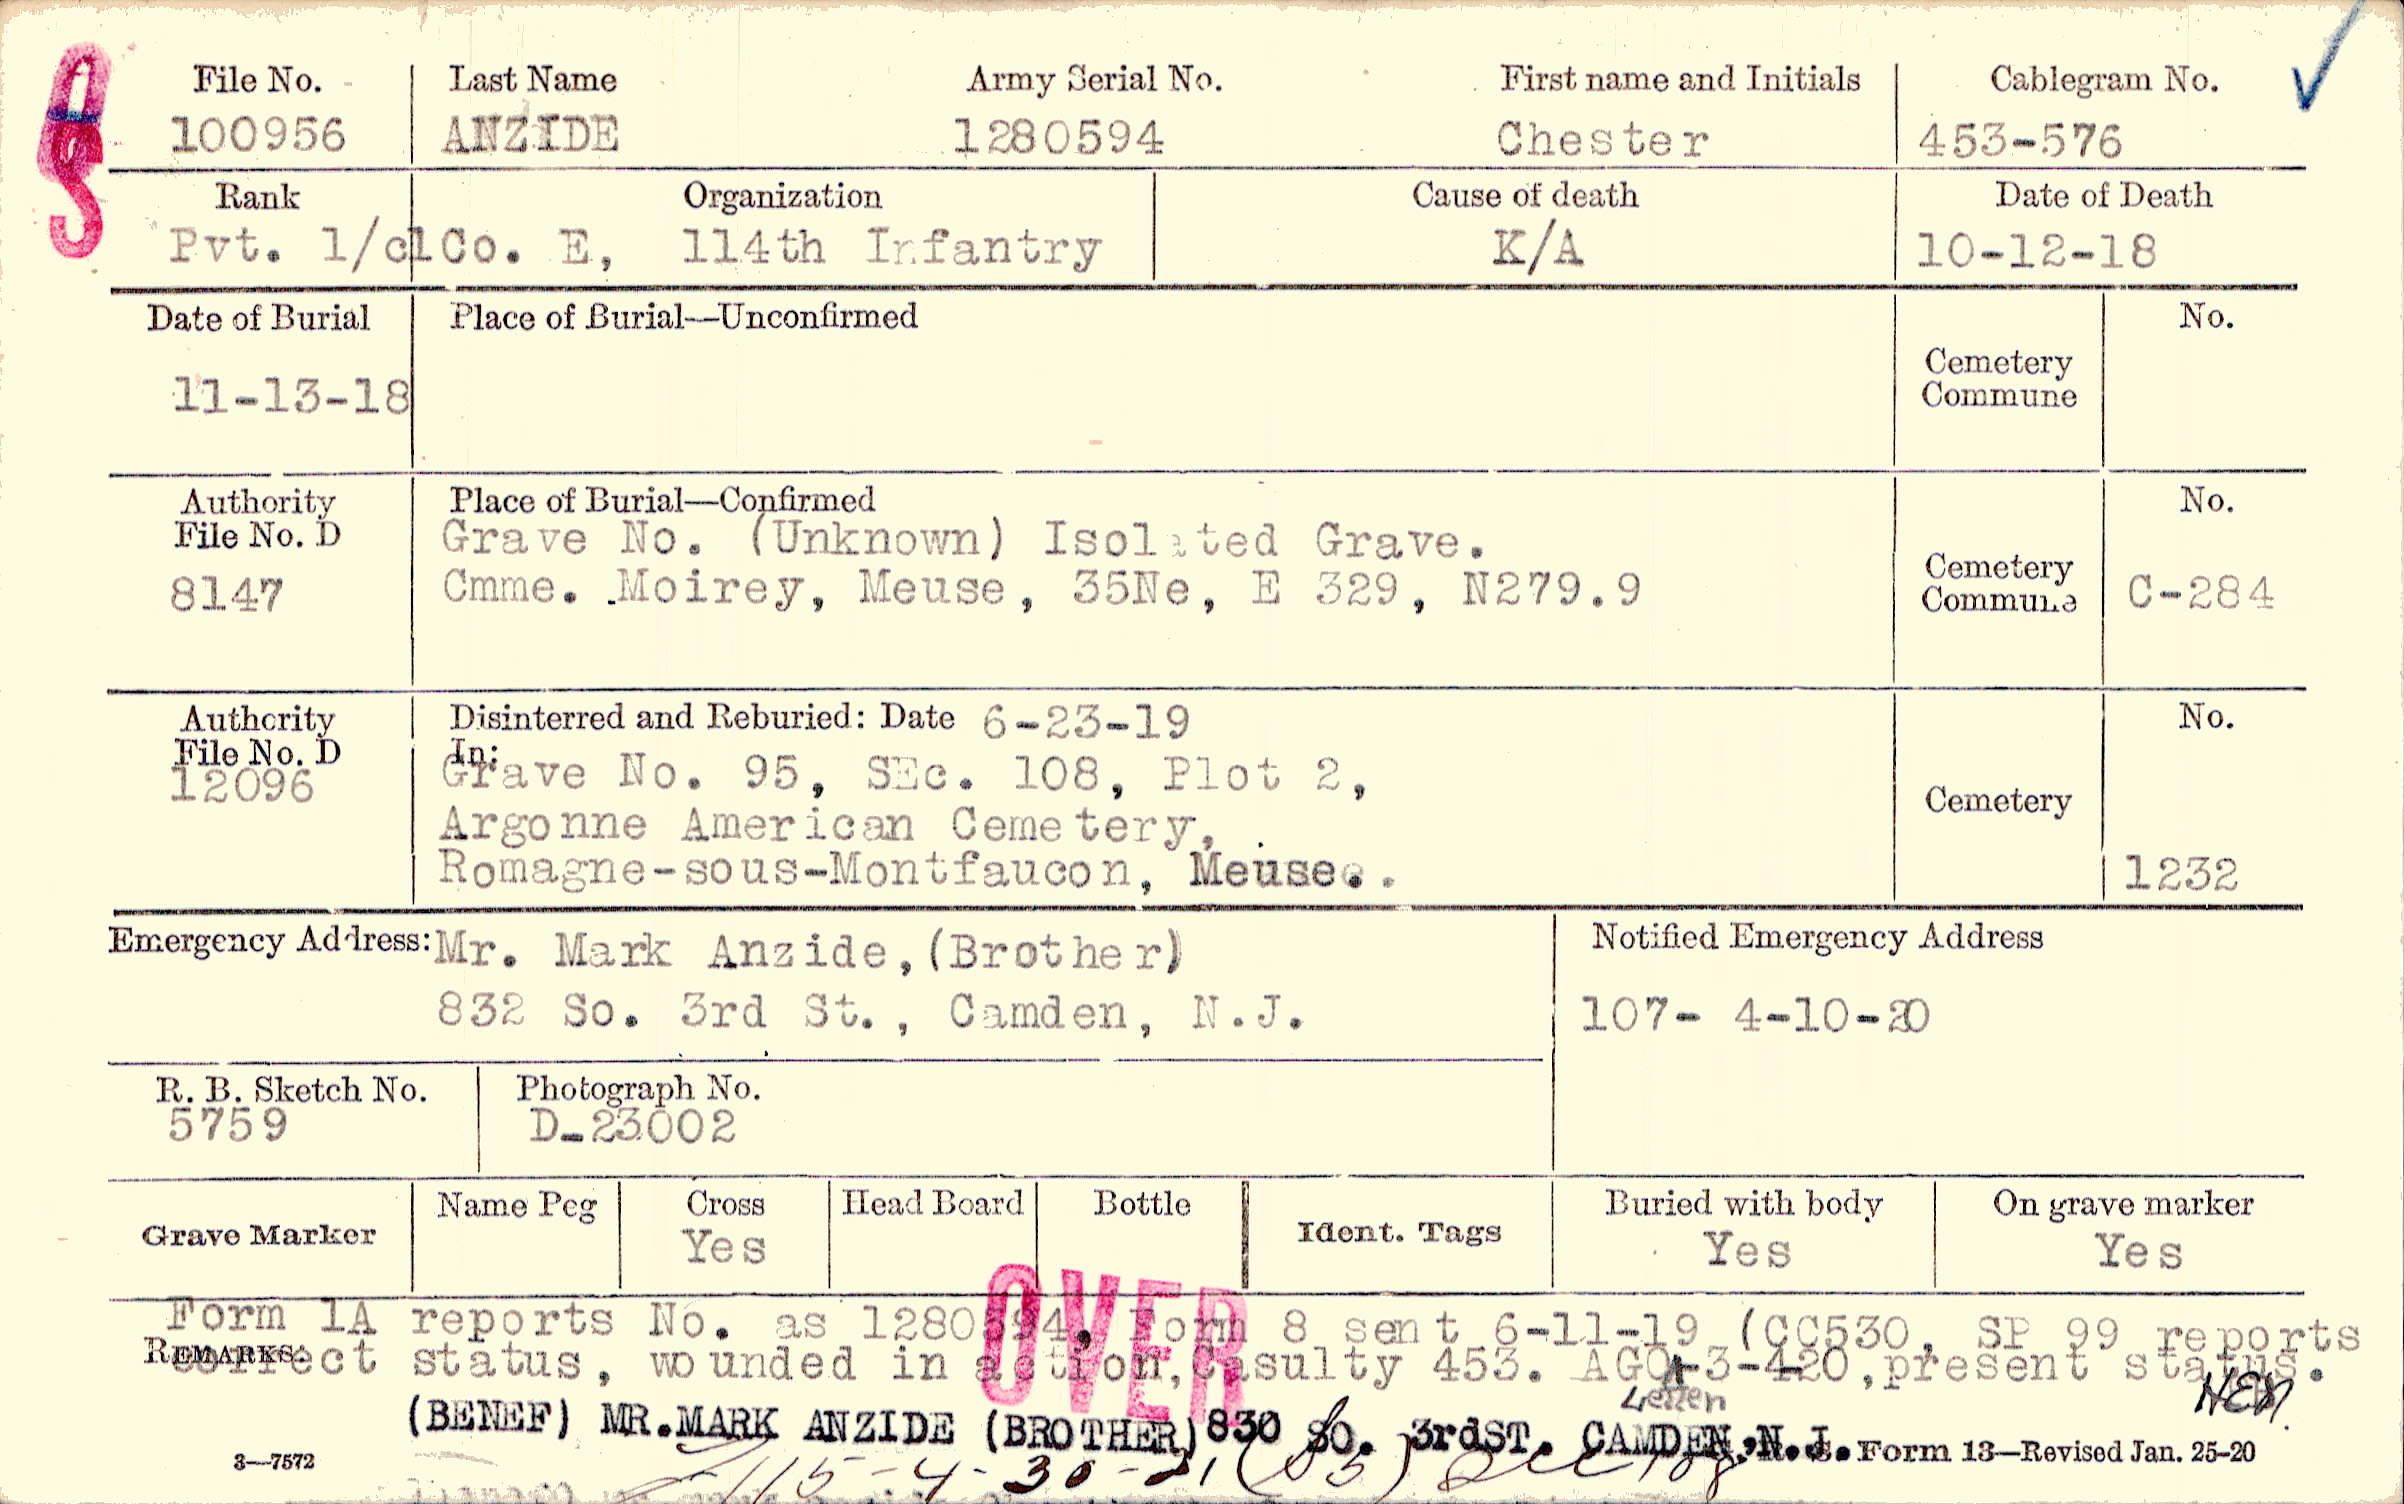 File No.
100956
Last Name
ANZIDE
Army Serial No.
1280594
First name and Initials
Chester
Cablegram No.
453-576
Rank
Pvt. 1/cl
Organization
Co. E, 114th Infantry
Cause of death
K/A
Date of Death
10-12-18
Date of Burial
11-13-18
Place of Burial—Unconfirmed
Cemetery
Commune
No.
Authority
File No. D
8147
Place of Burial—Confirmed
Grave No. (Unknown) Isolated Grave.
Cmme. Moirey, Meuse, 35Ne, E 329, N279.9
Cemetery
Commune
No.
C-284
Authority
File No. D
12096
Disinterred and Reburied: Date 6-23-19
In:
Grave No. 95, SEc. 108, Plot 2,
Argonne American Cemetery,
Romagne-sous-Montfaucon, Meuse.
Cemetery
No.
1232
Emergency Address: Mr. Mark Anzide,(Brother)
832 So. 3rd St., Camden, N.J.
Notified Emergency Address
107- 4-10-20
R. B. Sketch No.
5759
Photograph No.
D-23002
Grave Marker
Name Peg
Cross
Yes
Head Board
Bottle
Ident. Tags
Buried with body
Yes
On grave marker
Yes
OVER
Form 1A reports No. as 1280594, Form 8 sent 6-11-19 (CC530, SP 99 reports
REMARKS:
correct status, wounded in action,Casulty 453. AGO 3-420,present status.
Letter
(BENEF) MR.MARK ANZIDE (BROTHER) 830 SO. 3rdST. CAMDEN,N.J.
3—7572
Form 13—Revised Jan. 25-20
115-4-30-21